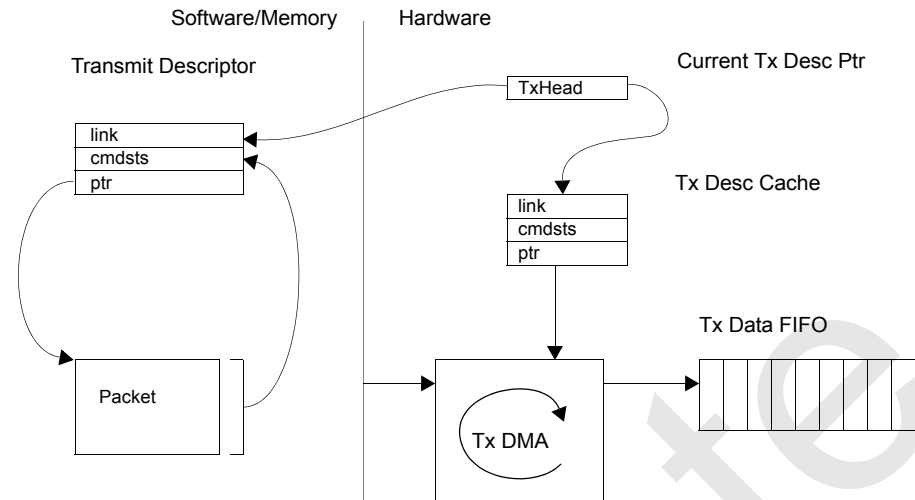 Software/Memory
Hardware
Transmit Descriptor
Current Tx Desc Ptr
TxHead
link
cmdsts
ptr
Tx Desc Cache
link
cmdsts
ptr
Tx Data FIFO
Packet
Tx DMA